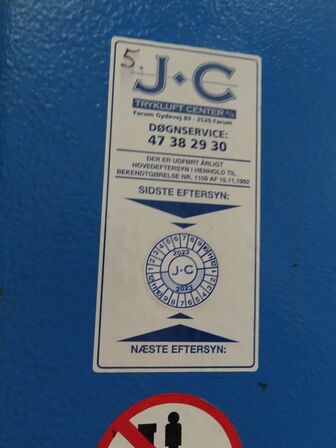 5.
J·C
TRYKLUFT CENTER A/S
Farum Gydevej 89 - 3520 Farum
DØGNSERVICE:
47 38 29 30
DER ER UDFØRT ÅRLIGT
HOVEDEFTERSYN I HENHOLD TIL
BEKENDTGØRELSE NR. 1109 AF 15.11.1992
SIDSTE EFTERSYN:
2022
J·C
2023
NÆSTE EFTERSYN: